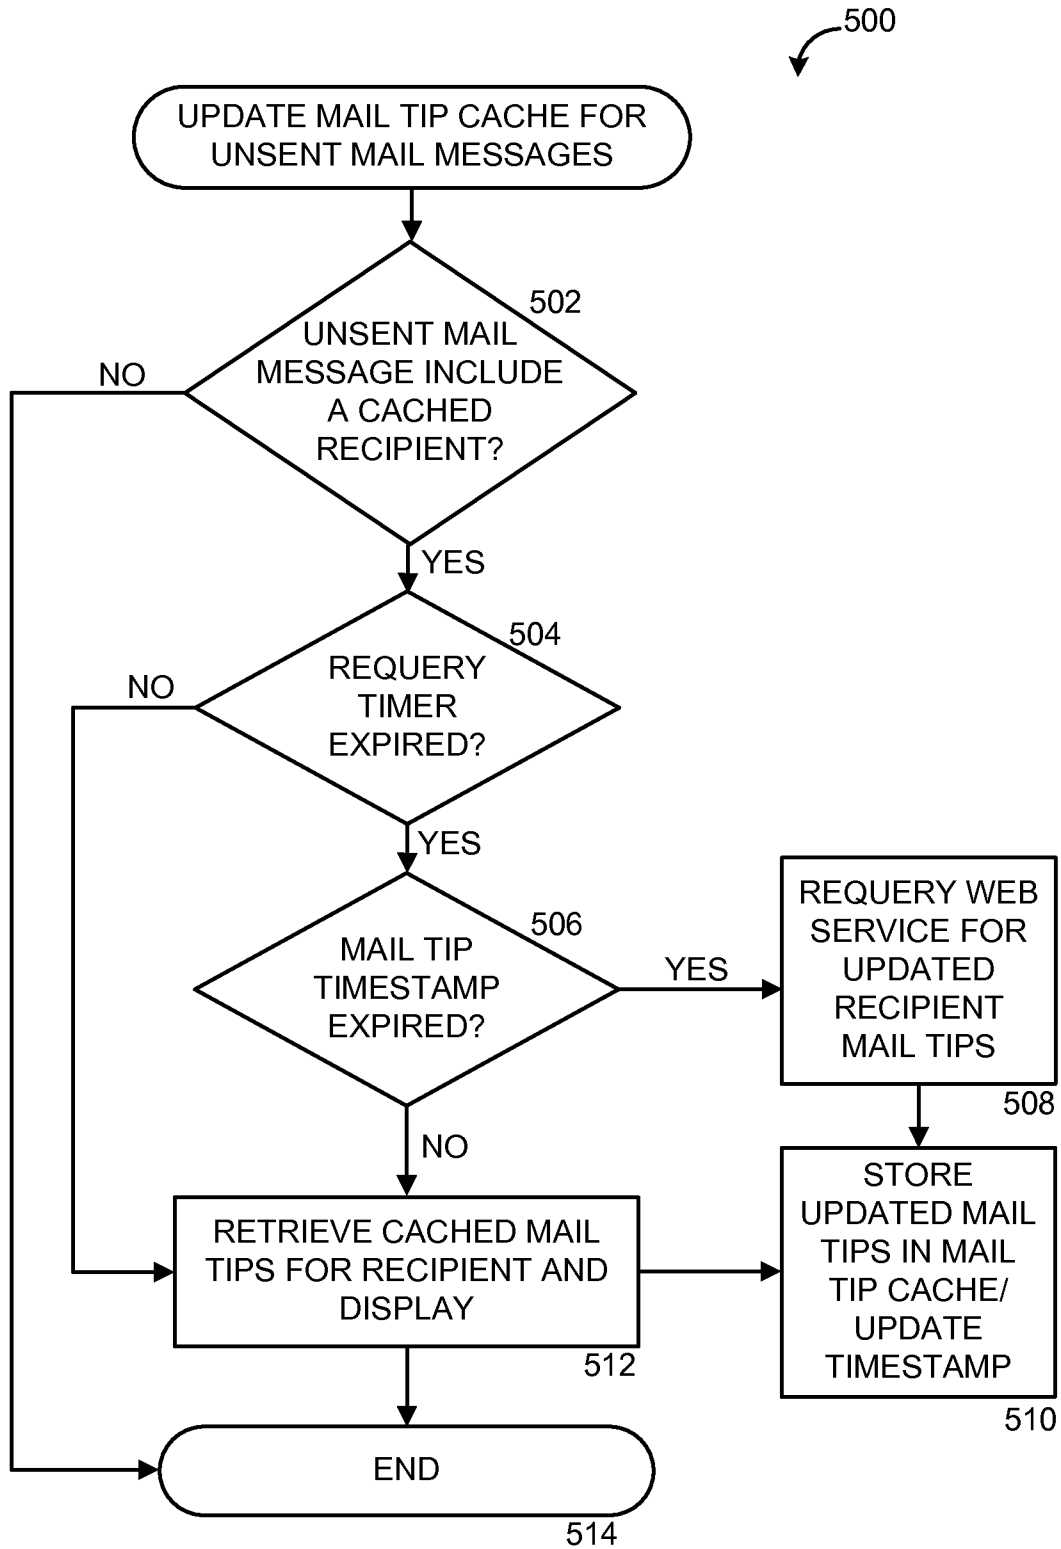 500
UPDATE MAIL TIP CACHE FOR
UNSENT MAIL MESSAGES
502
UNSENT MAIL
MESSAGE INCLUDE
A CACHED
RECIPIENT?
NO
YES
504
REQUERY
TIMER
EXPIRED?
NO
YES
506
MAIL TIP
TIMESTAMP
EXPIRED?
YES
REQUERY WEB
SERVICE FOR
UPDATED
RECIPIENT
MAIL TIPS
508
NO
STORE
UPDATED MAIL
TIPS IN MAIL
TIP CACHE/
UPDATE
TIMESTAMP
510
RETRIEVE CACHED MAIL
TIPS FOR RECIPIENT AND
DISPLAY
512
END
514